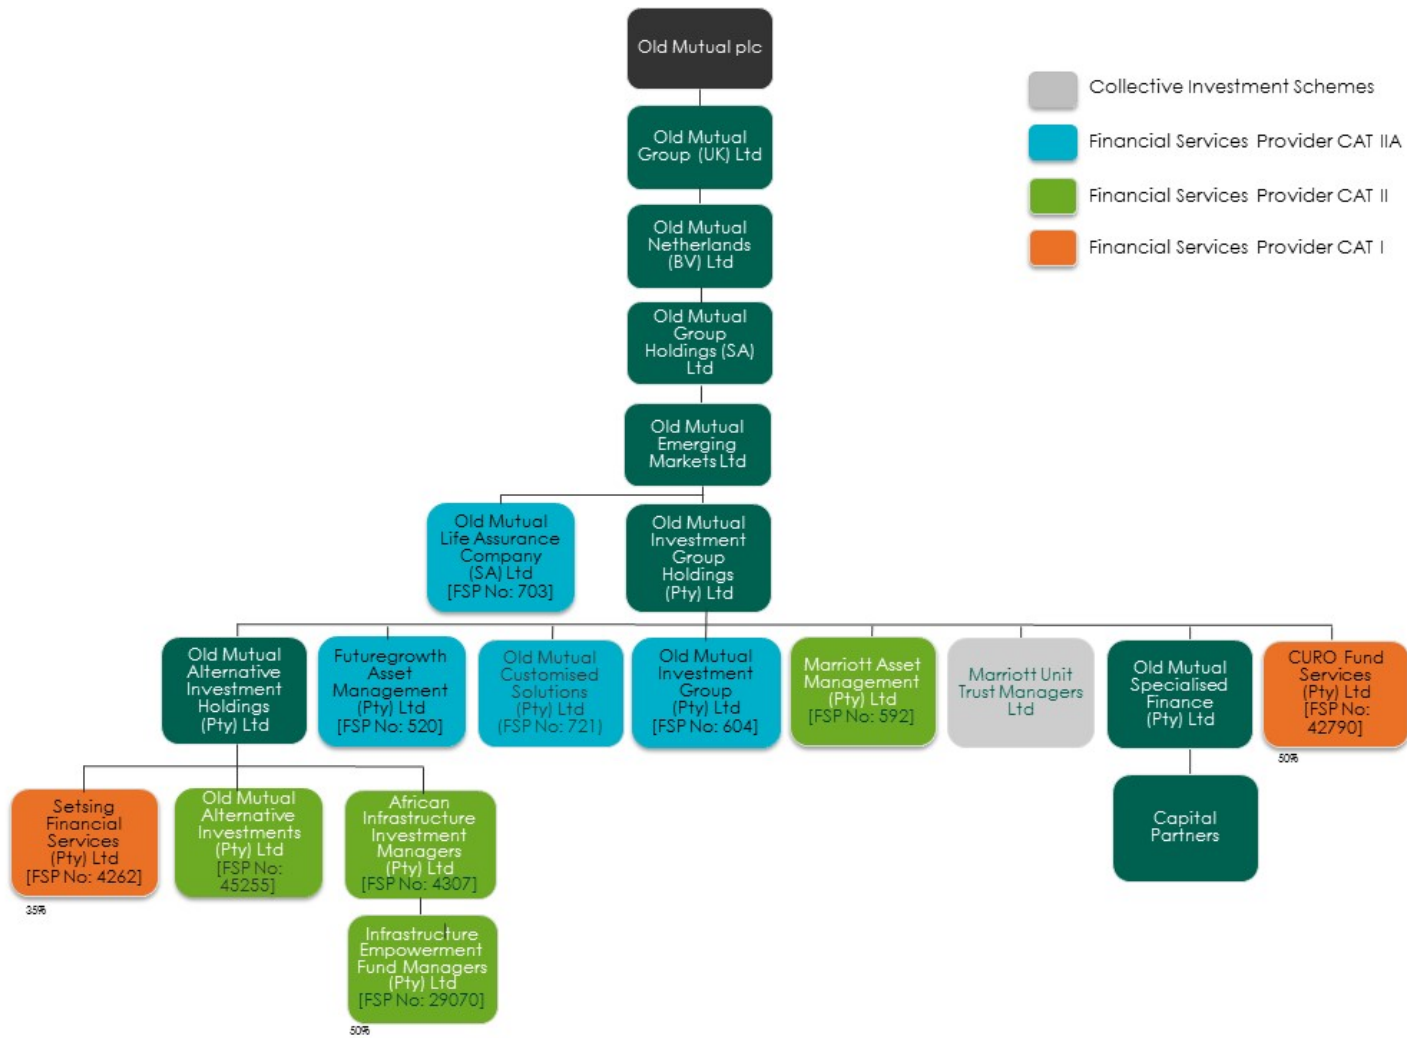 Old Mutual plc
Collective Investment Schemes
Financial Services Provider CAT IIA
Financial Services Provider CAT II
Financial Services Provider CAT I
Old Mutual
Group (UK) Ltd
Old Mutual
Netherlands
(BV) Ltd
Old Mutual
Group
Holdings (SA)
Ltd
Old Mutual
Emerging
Markets Ltd
Old Mutual
Life Assurance
Company
(SA) Ltd
[FSP No: 703]
Old Mutual
Investment
Group
Holdings
(Pty) Ltd
Old Mutual
Alternative
Investment
Holdings
(Pty) Ltd
Futuregrowth
Asset
Management
(Pty) Ltd
[FSP No: 520]
Old Mutual
Customised
Solutions
(Pty) Ltd
(FSP No: 721)
Old Mutual
Investment
Group
(Pty) Ltd
[FSP No: 604]
Marriott Asset
Management
(Pty) Ltd
[FSP No: 592]
Marriott Unit
Trust Managers
Ltd
Old Mutual
Specialised
Finance
(Pty) Ltd
CURO Fund
Services
(Pty) Ltd
[FSP No:
42790]
50%
Setsing
Financial
Services
(Pty) Ltd
[FSP No: 4262]
35%
Old Mutual
Alternative
Investments
(Pty) Ltd
[FSP No:
45255]
African
Infrastructure
Investment
Managers
(Pty) Ltd
[FSP No: 4307]
Capital
Partners
Infrastructure
Empowerment
Fund Managers
(Pty) Ltd
[FSP No: 29070]
50%